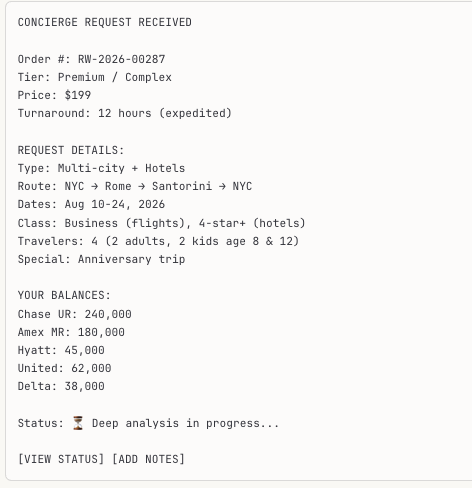 CONCIERGE REQUEST RECEIVED
Order #: RW-2026-00287
Tier: Premium / Complex
Price: $199
Turnaround: 12 hours (expedited)
REQUEST DETAILS:
Type: Multi-city + Hotels
Route: NYC → Rome → Santorini → NYC
Dates: Aug 10-24, 2026
Class: Business (flights), 4-star+ (hotels)
Travelers: 4 (2 adults, 2 kids age 8 & 12)
Special: Anniversary trip
YOUR BALANCES:
Chase UR: 240,000
Amex MR: 180,000
Hyatt: 45,000
United: 62,000
Delta: 38,000
Status: ⏳ Deep analysis in progress...
[VIEW STATUS] [ADD NOTES]